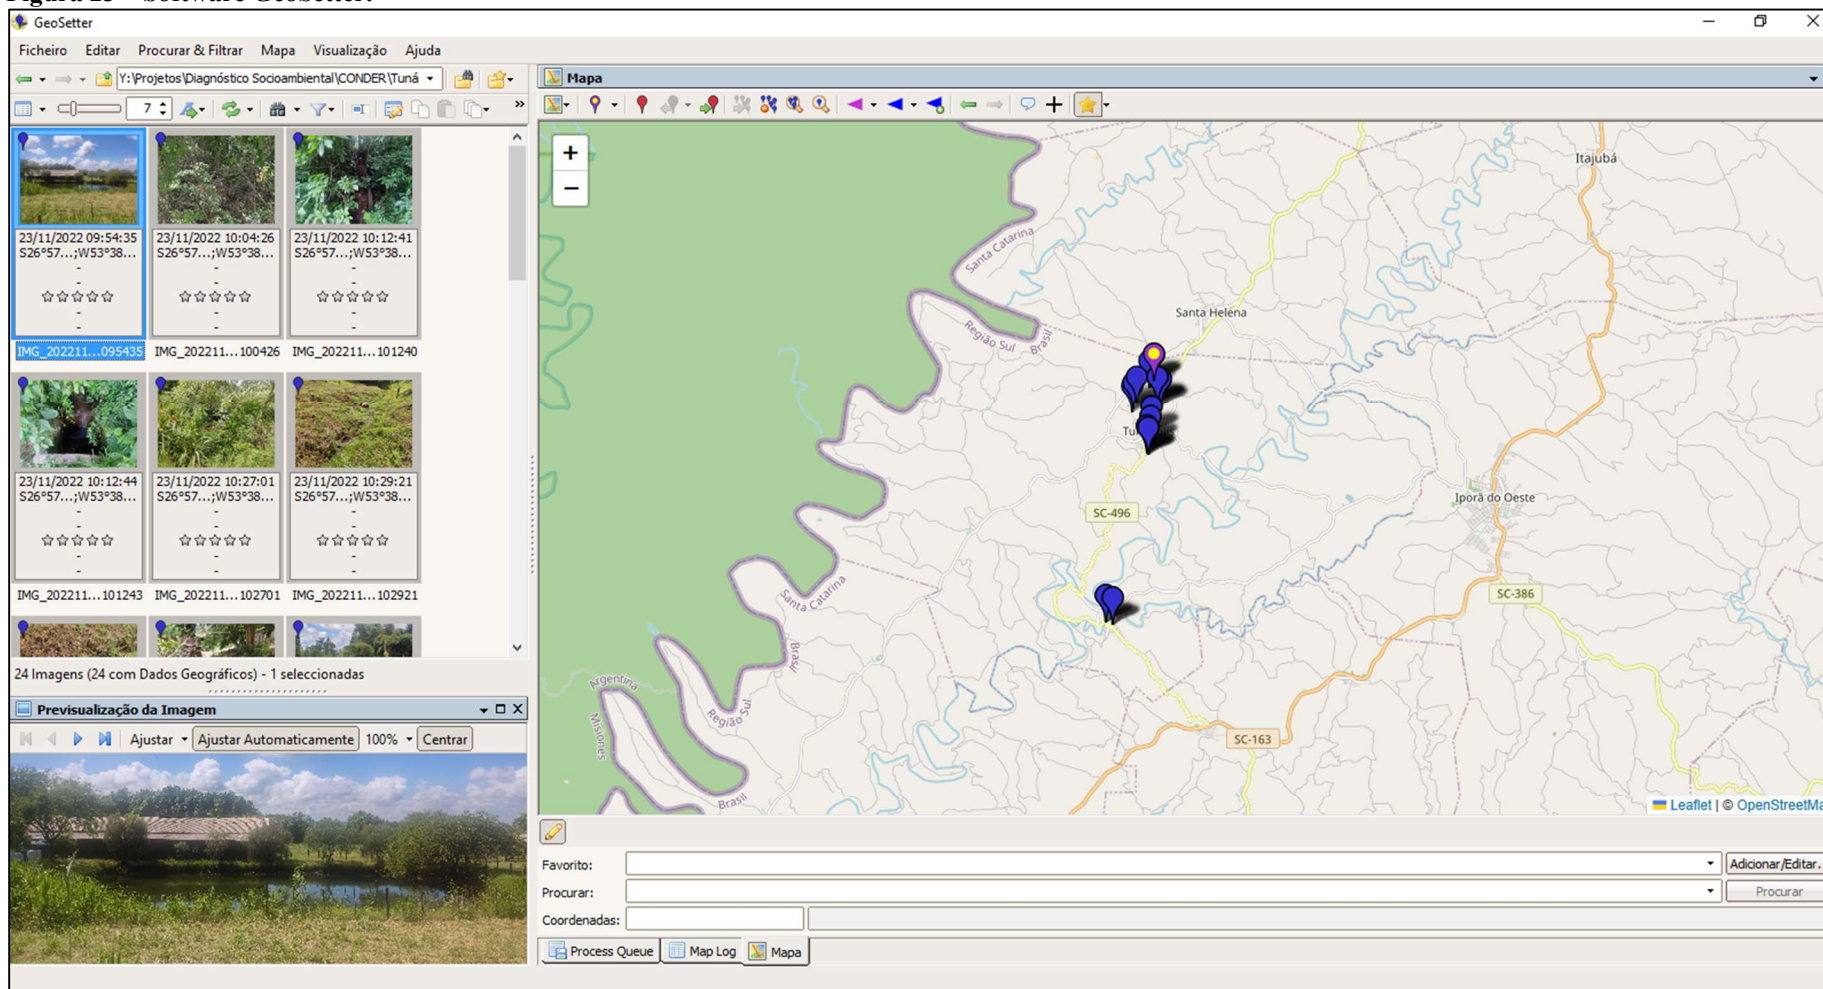 GeoSetter
Ficheiro Editar Procurar & Filtrar Mapa Visualização Ajuda
Y:\Projetos\Diagnóstico Socioambiental\CONDER\Tuná
7
23/11/2022 09:54:35 23/11/2022 10:04:26 23/11/2022 10:12:41
S26°57...;W53°38... S26°57...;W53°38... S26°57...;W53°38...
- - -
- - -
- - -
- - -
IMG_202211...095435 IMG_202211...100426 IMG_202211...101240
23/11/2022 10:12:44 23/11/2022 10:27:01 23/11/2022 10:29:21
S26°57...;W53°38... S26°57...;W53°38... S26°57...;W53°38...
- - -
- - -
- - -
- - -
IMG_202211...101243 IMG_202211...102701 IMG_202211...102921
24 Imagens (24 com Dados Geográficos) - 1 seleccionadas
Previsualização da Imagem
Ajustar Ajustar Automaticamente 100% Centrar
Mapa
+
−
Itajubá
Santa Catarina
Santa Helena
Região Sul
Brasil
Tu
Iporã do Oeste
SC-496
Santa Catarina
SC-386
Brasil
Argentina
Região Sul
Misiones
SC-163
Brasil
Leaflet | © OpenStreetMa
Favorito:
Adicionar/Editar.
Procurar:
Procurar
Coordenadas:
Process Queue Map Log Mapa